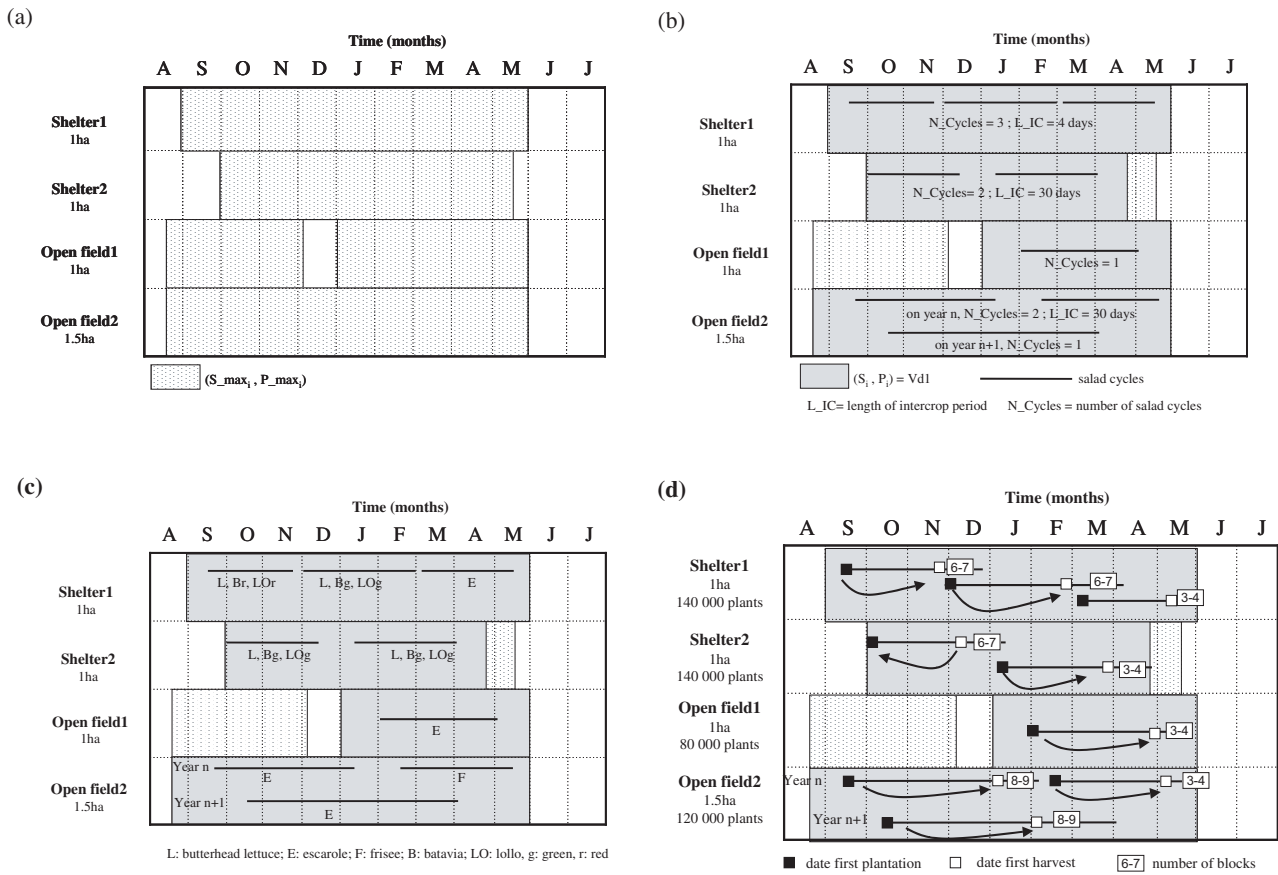 (a)
Time (months)
A S O N D J F M A M J J
Shelter1
1ha
Shelter2
1ha
Open field1
1ha
Open field2
1.5ha
(S_max_i , P_max_i)
(b)
Time (months)
A S O N D J F M A M J J
Shelter1
1ha
N_Cycles = 3 ; L_IC = 4 days
Shelter2
1ha
N_Cycles= 2 ; L_IC = 30 days
Open field1
1ha
N_Cycles = 1
Open field2
1.5ha
on year n, N_Cycles = 2 ; L_IC = 30 days
on year n+1, N_Cycles = 1
(S_i , P_i) = Vd1
salad cycles
L_IC= length of intercrop period N_Cycles = number of salad cycles
(c)
Time (months)
A S O N D J F M A M J J
Shelter1
1ha
L, Br, LOr L, Bg, LOg E
Shelter2
1ha
L, Bg, LOg L, Bg, LOg
Open field1
1ha
E
Open field2
1.5ha
Year n
E F
Year n+1
E
L: butterhead lettuce; E: escarole; F: frisee; B: batavia; LO: lollo, g: green, r: red
(d)
Time (months)
A S O N D J F M A M J J
Shelter1
1ha
140 000 plants
6-7
6-7
3-4
Shelter2
1ha
140 000 plants
6-7
3-4
Open field1
1ha
80 000 plants
3-4
Open field2
1.5ha
120 000 plants
Year n
8-9 3-4
Year n+1
8-9
date first plantation date first harvest 6-7 number of blocks